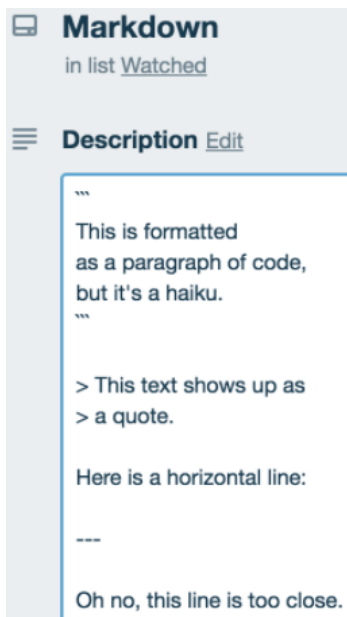 Markdown
in list Watched
Description Edit
```
This is formatted
as a paragraph of code,
but it's a haiku.
```
> This text shows up as
> a quote.
Here is a horizontal line:
---
Oh no, this line is too close.